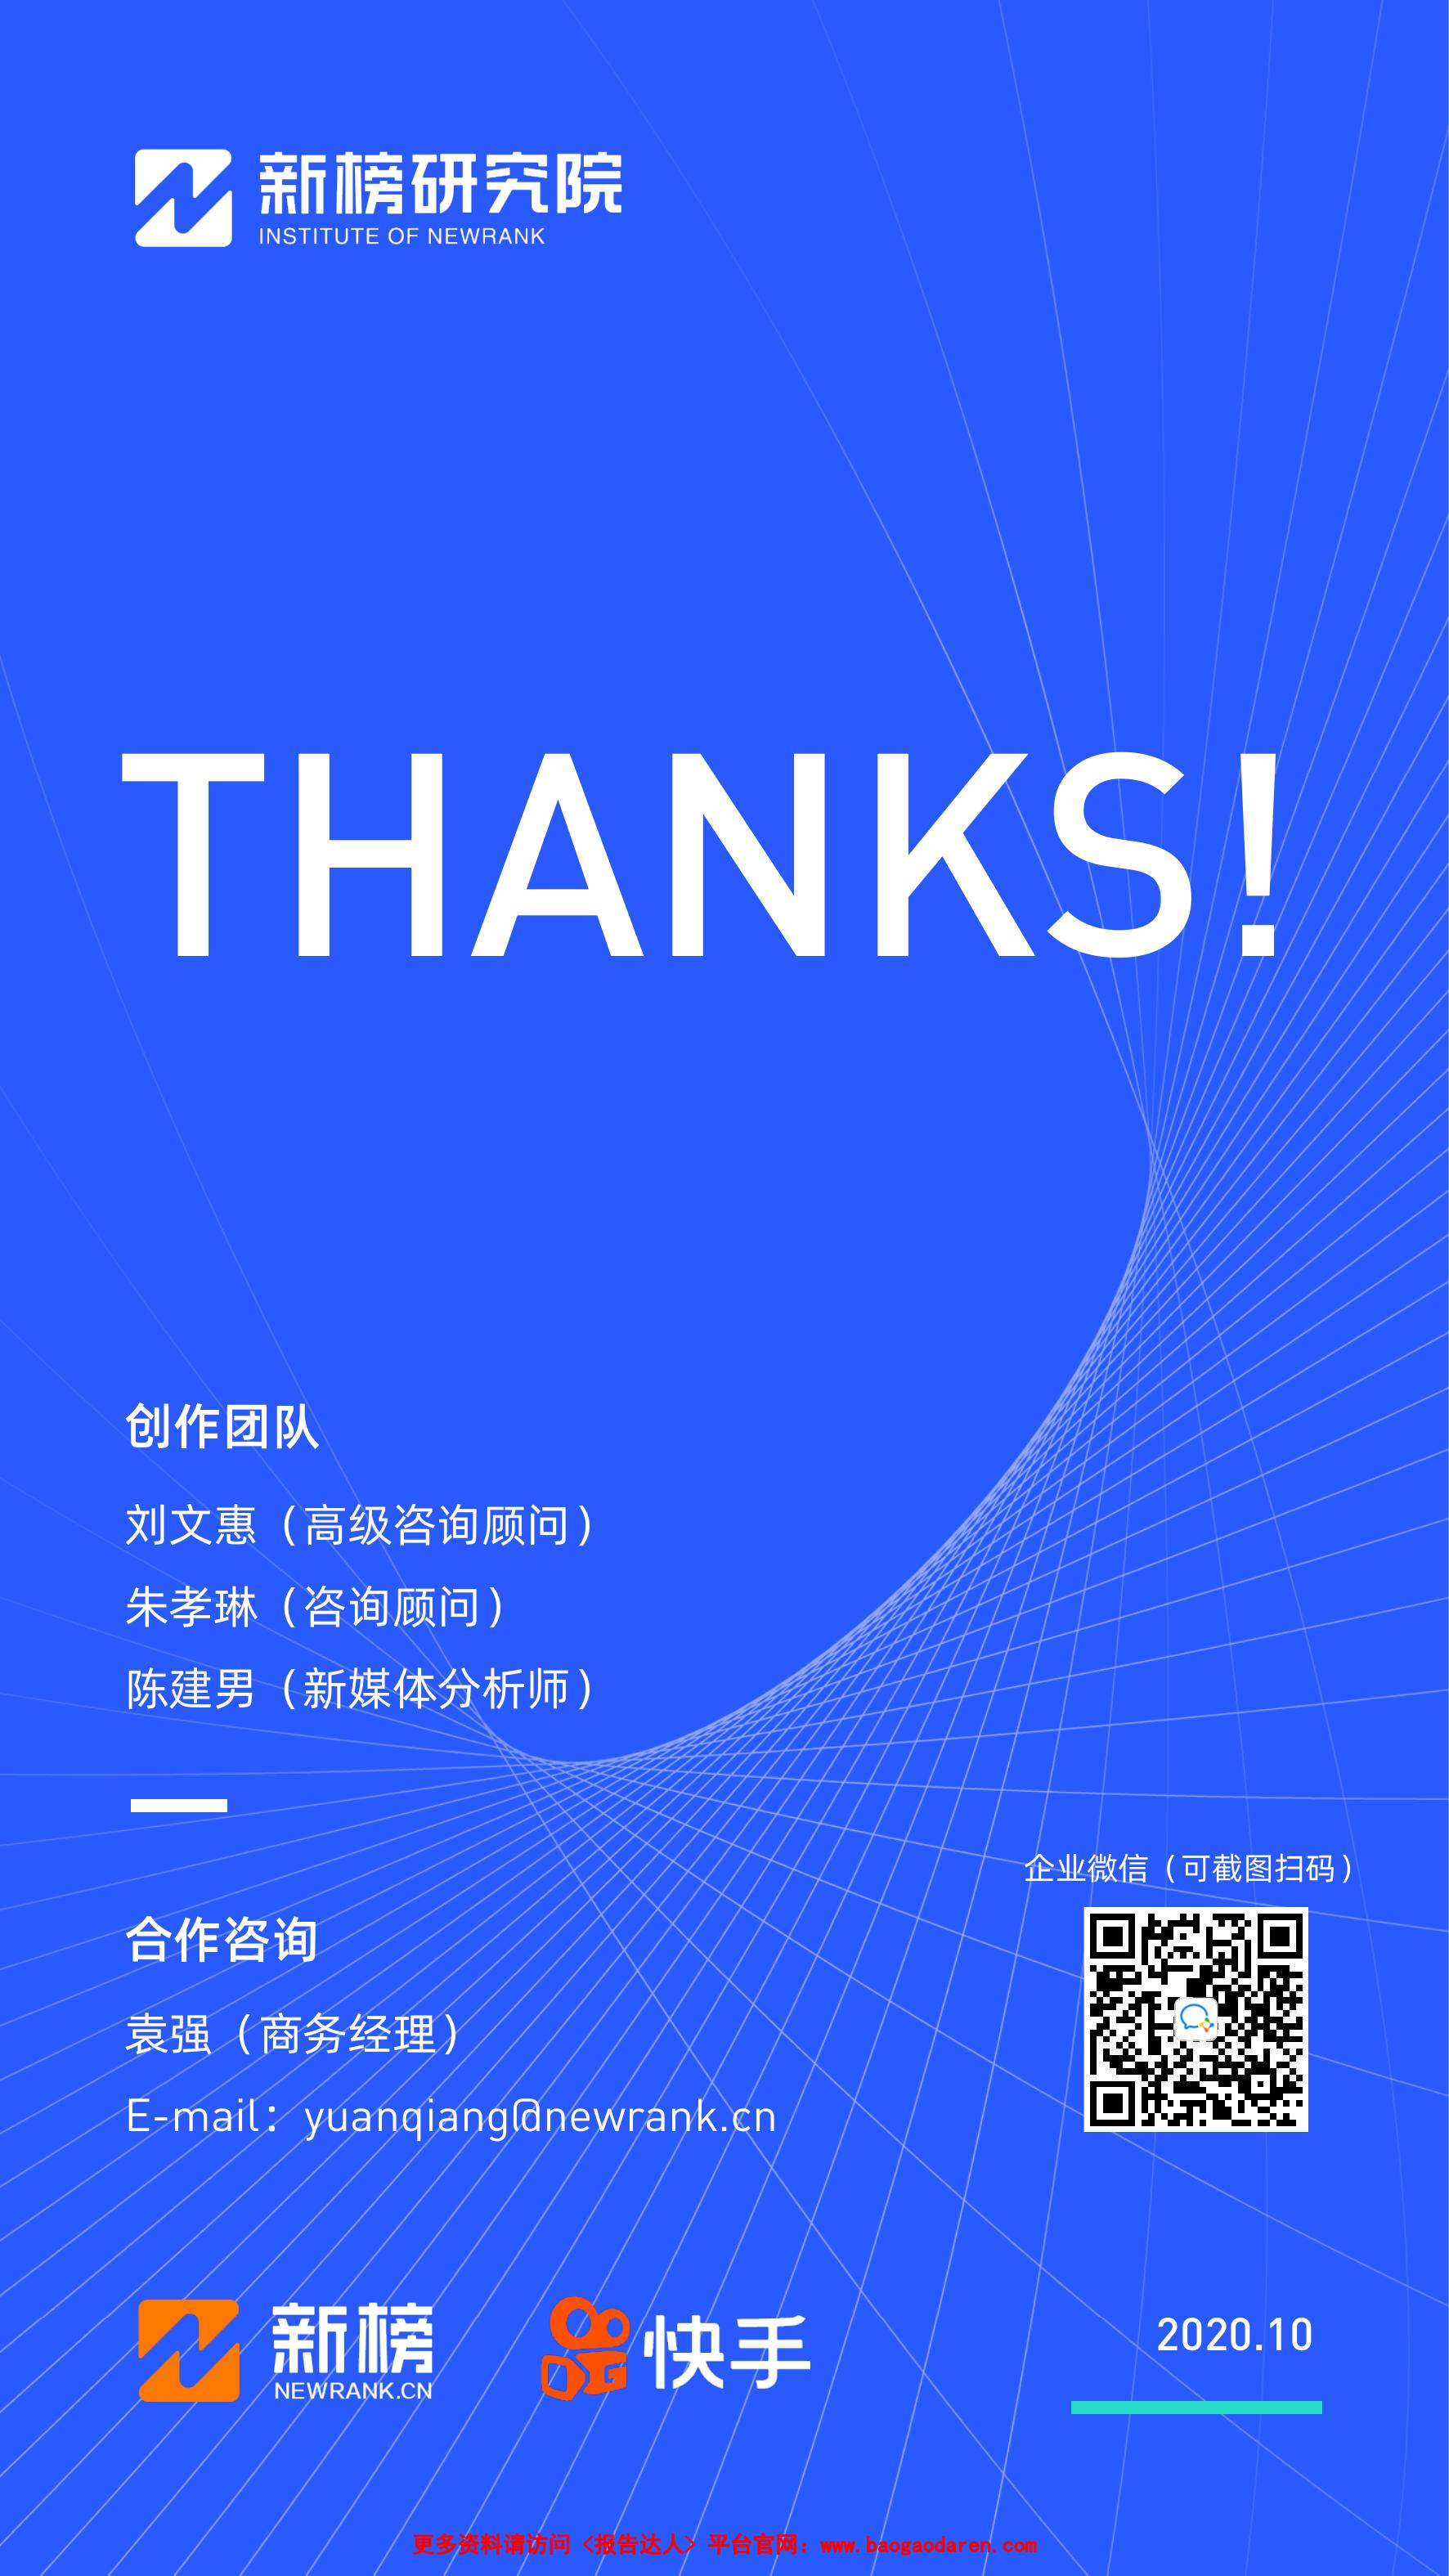 新榜研究院
INSTITUTE OF NEWRANK
THANKS!
创作团队
刘文惠（高级咨询顾问）
朱孝琳（咨询顾问）
陈建男（新媒体分析师）
企业微信（可截图扫码）
合作咨询
袁强（商务经理）
E-mail：yuanqiang@newrank.cn
新榜
NEWRANK.CN
快手
2020.10
更多资料请访问 <报告达人> 平台官网：www.baogaodaren.com